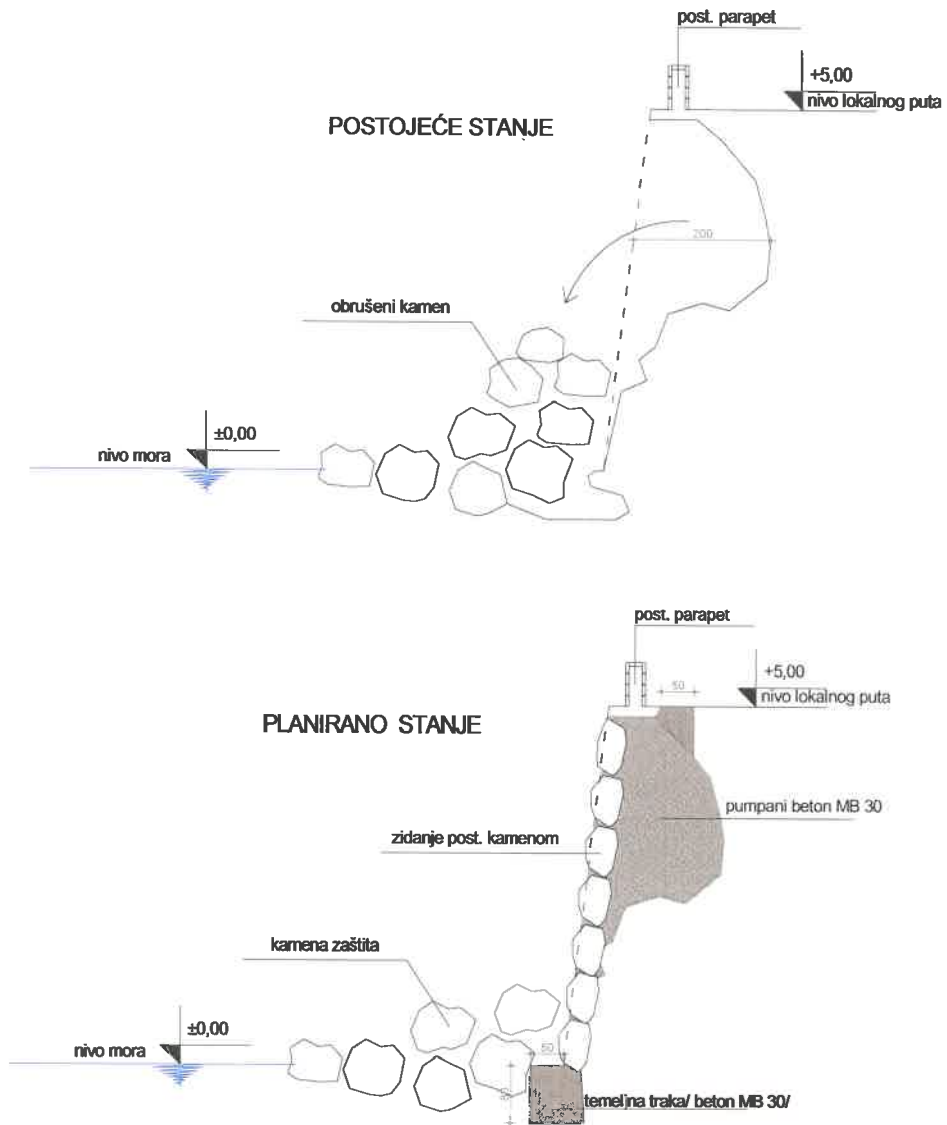 post. parapet
+5,00
nivo lokalnog puta
POSTOJEĆE STANJE
200
obrušeni kamen
±0,00
nivo mora
post. parapet
+5,00
50
nivo lokalnog puta
PLANIRANO STANJE
pumpani beton MB 30
zidanje post. kamenom
kamena zaštita
±0,00
nivo mora
temeljna traka/ beton MB 30/